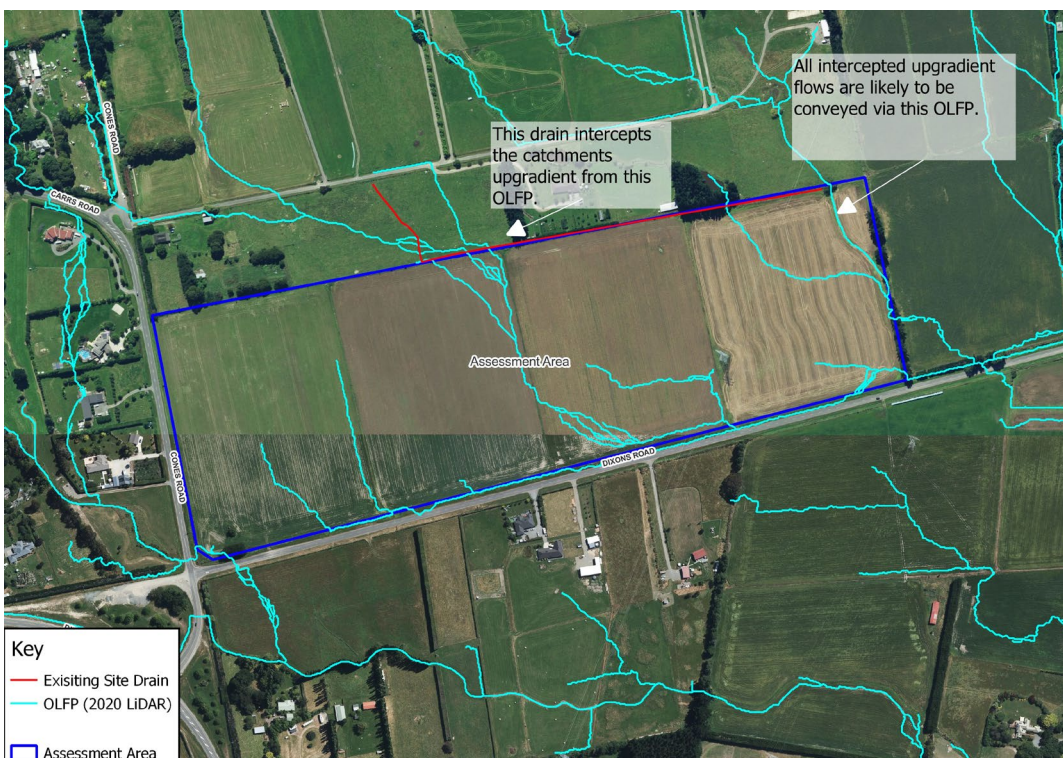 All intercepted upgradient
flows are likely to be
conveyed via this OLFP.
This drain intercepts
the catchments
upgradient from this
OLFP.
CONES ROAD
CARRS ROAD
Assessment Area
CONES ROAD
DIXONS ROAD
Key
Exisiting Site Drain
OLFP (2020 LiDAR)
Assessment Area